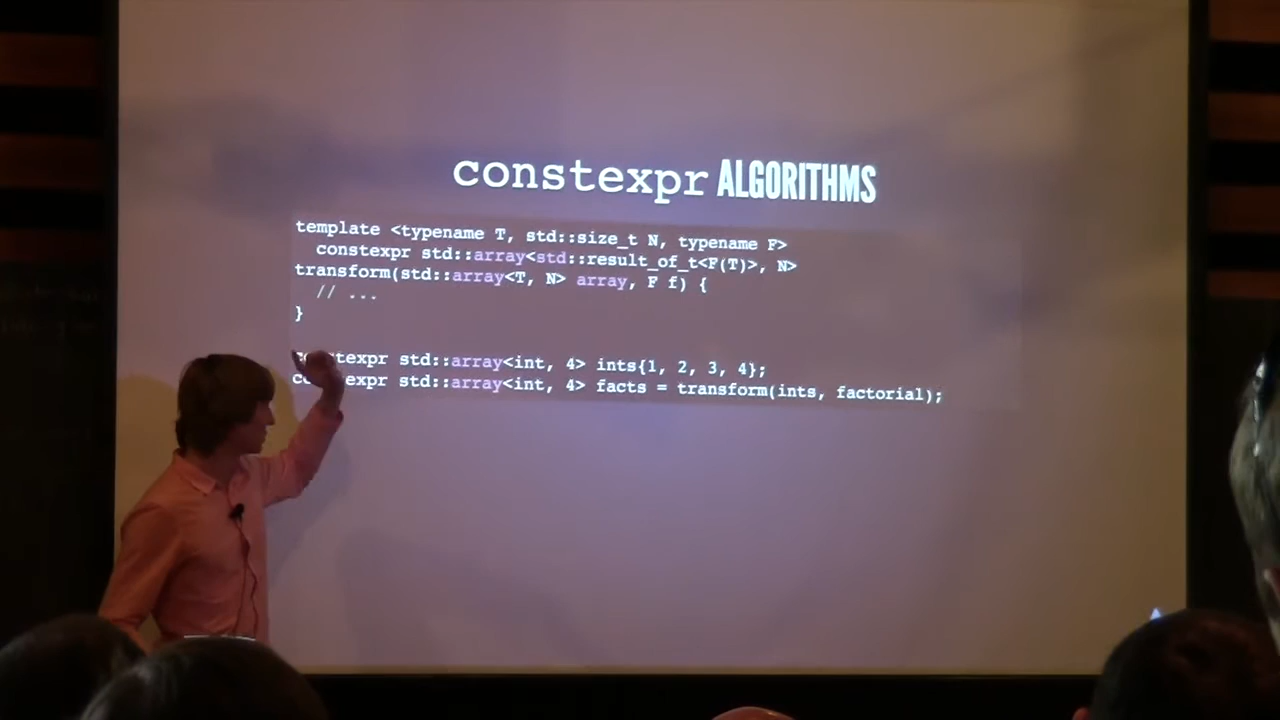 constexpr ALGORITHMS
template <typename T, std::size_t N, typename F>
constexpr std::array<std::result_of_t<F(T)>, N>
transform(std::array<T, N> array, F f) {
// ...
}
std::array<int, 4> ints{1, 2, 3, 4};
std::array<int, 4> facts = transform(ints, factorial);